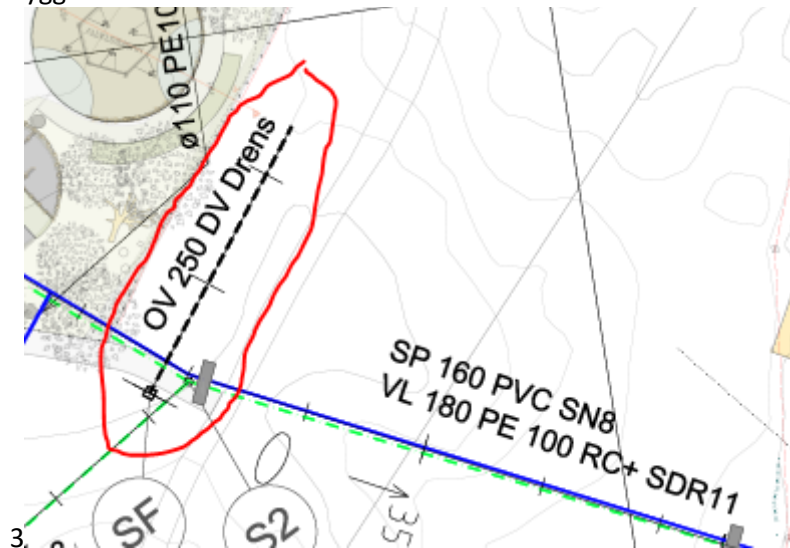 ø110 PE10
OV 250 DV Drens
SP 160 PVC SN8
VL 180 PE 100 RC+ SDR11
SF
S2
35
3